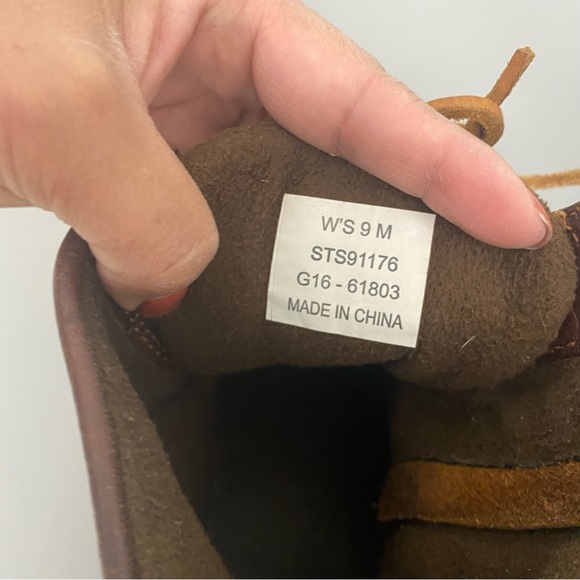 W'S 9 M
STS91176
G16 - 61803
MADE IN CHINA